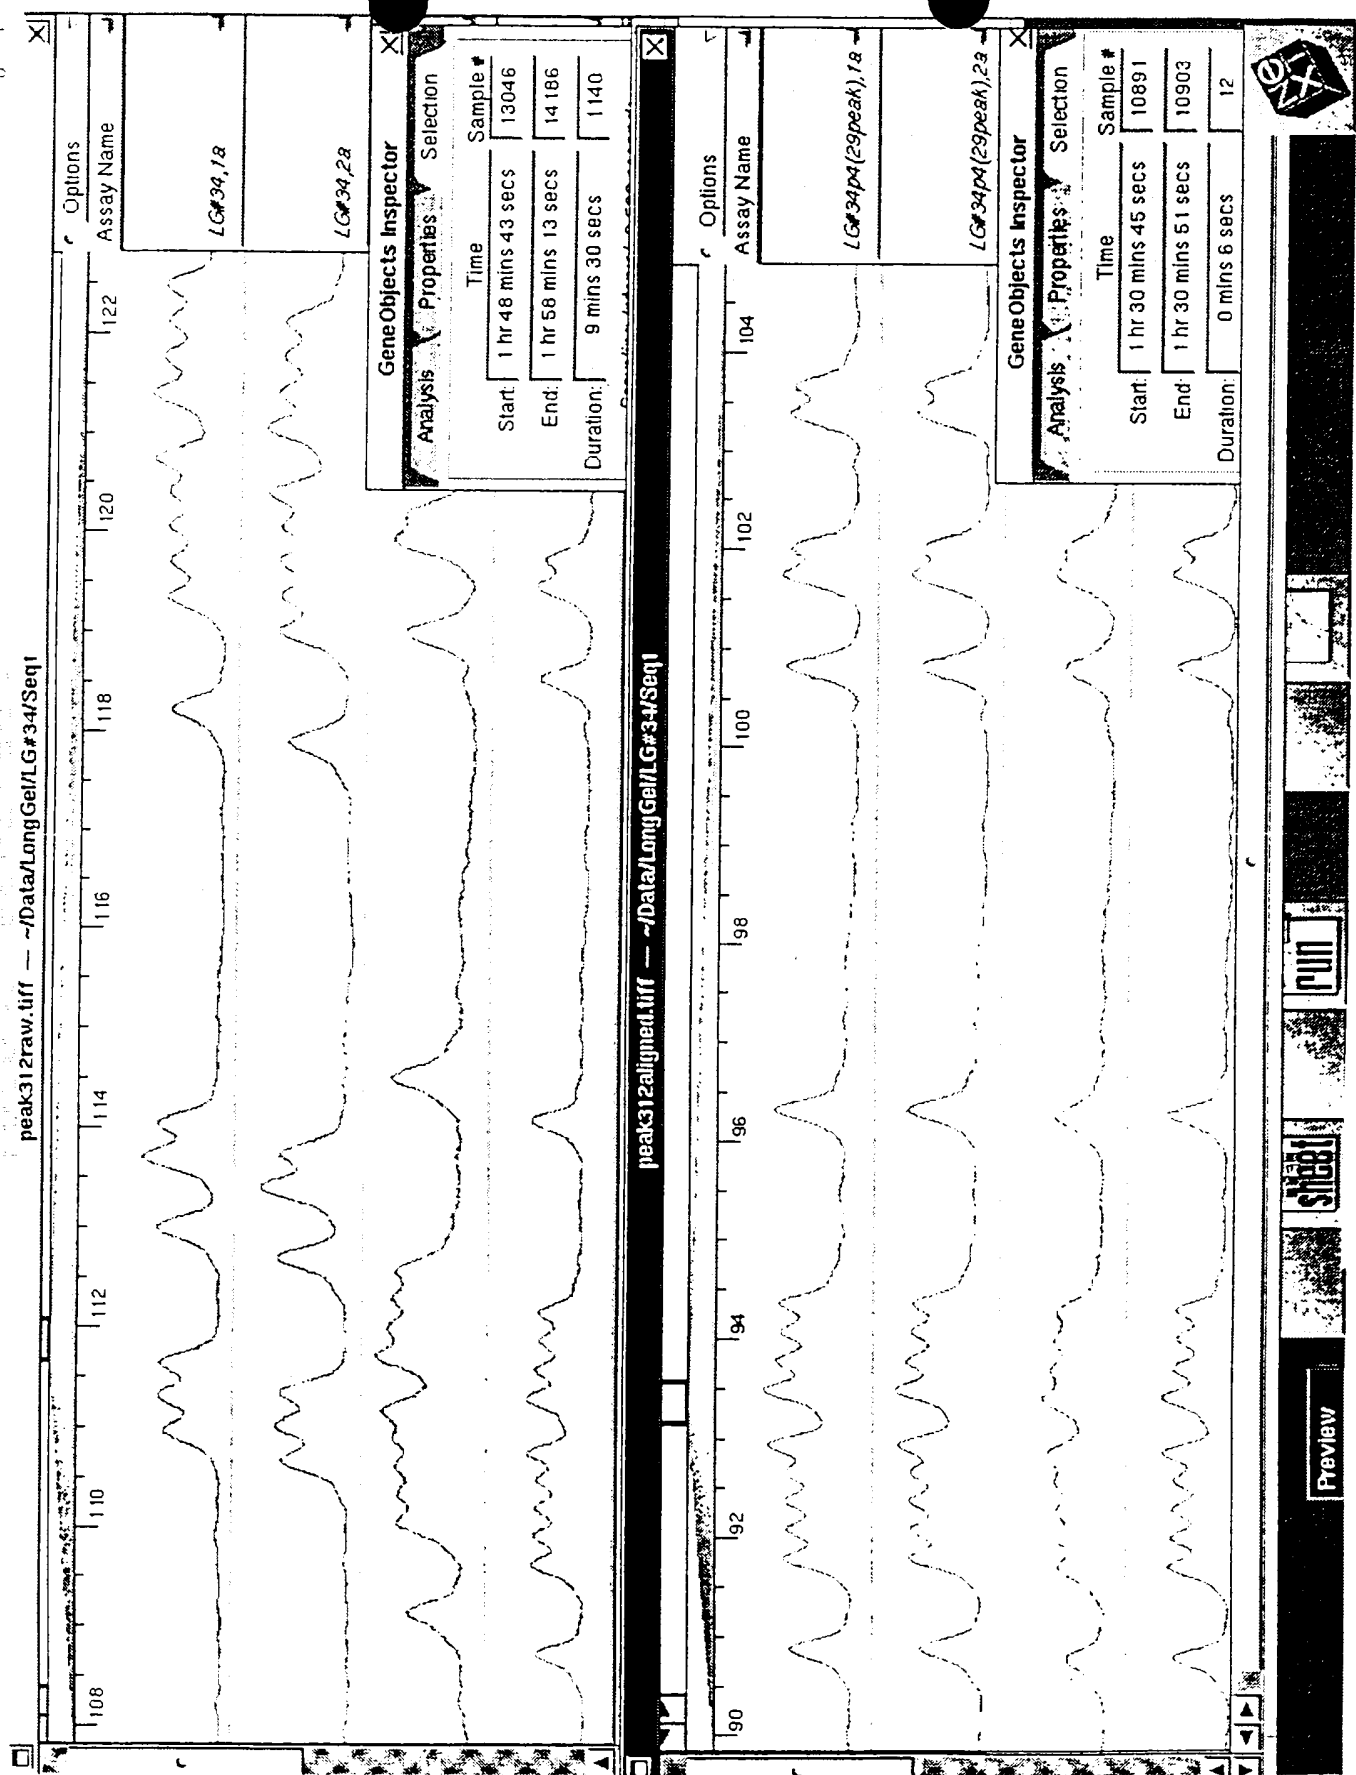 peak312raw.tiff — ~/Data/LongGel/LG#34/Seq1
Options
Assay Name
108 110 112 114 116 118 120 122
LG#34,1a
LG#34,2a
GeneObjects Inspector
Analysis Properties Selection
Time Sample #
Start: 1 hr 48 mins 43 secs 13046
End: 1 hr 58 mins 13 secs 14186
Duration: 9 mins 30 secs 1140
peak312aligned.tiff — ~/Data/LongGel/LG#34/Seq1
Options
Assay Name
90 92 94 96 98 100 102 104
LG#34p4(29peak),1a
LG#34p4(29peak),2a
GeneObjects Inspector
Analysis Properties Selection
Time Sample #
Start: 1 hr 30 mins 45 secs 10891
End: 1 hr 30 mins 51 secs 10903
Duration: 0 mins 6 secs 12
Preview
sheet
run